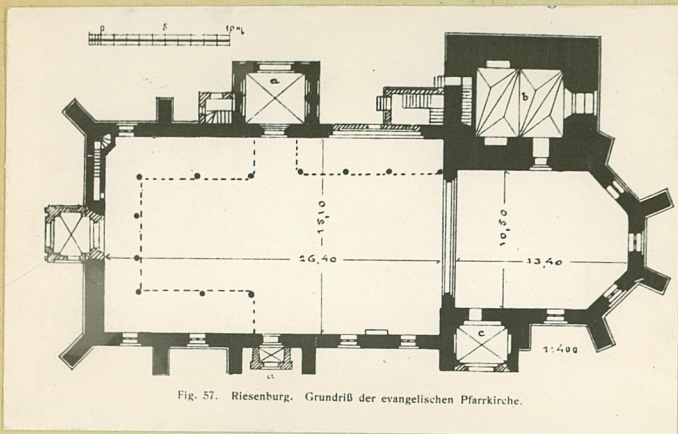 0 5 10 m
a
b
15,10
10,50
26,40
13,40
c
1:400
a
Fig. 57. Riesenburg. Grundriß der evangelischen Pfarrkirche.